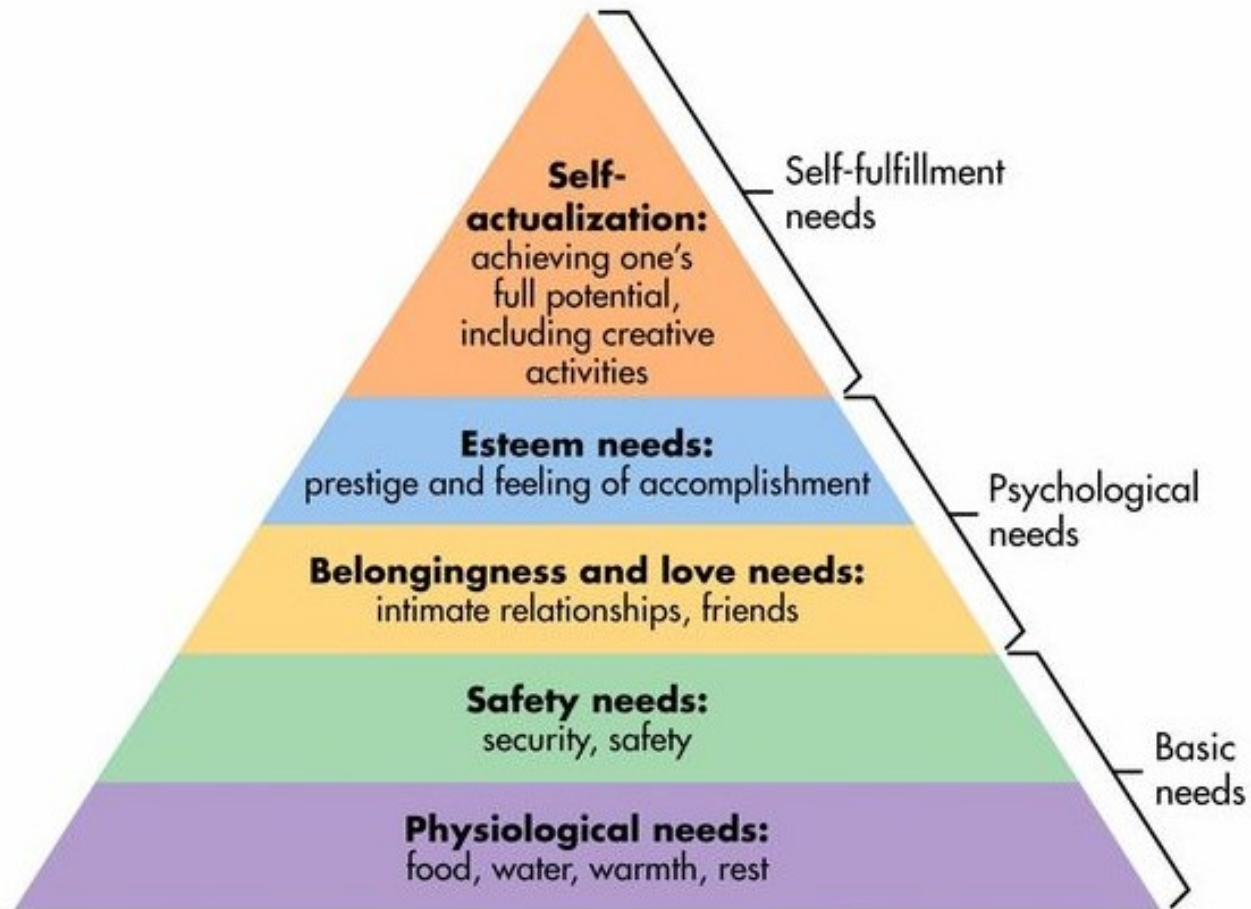 Self-
actualization:
achieving one's
full potential,
including creative
activities
Self-fulfillment
needs
Esteem needs:
prestige and feeling of accomplishment
Psychological
needs
Belongingness and love needs:
intimate relationships, friends
Safety needs:
security, safety
Basic
needs
Physiological needs:
food, water, warmth, rest